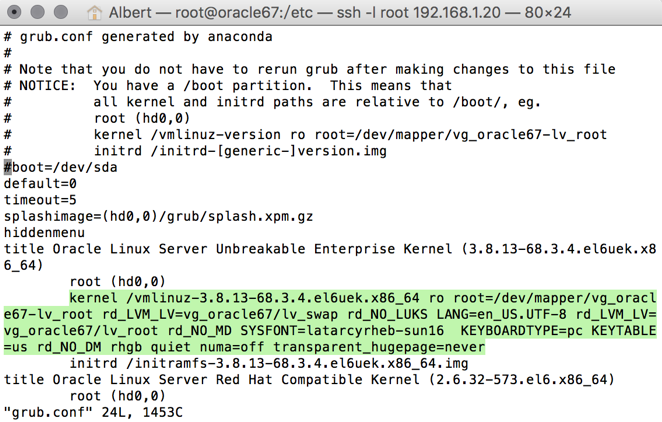 Albert — root@oracle67:/etc — ssh -l root 192.168.1.20 — 80×24
# grub.conf generated by anaconda
#
# Note that you do not have to rerun grub after making changes to this file
# NOTICE:  You have a /boot partition.  This means that
#          all kernel and initrd paths are relative to /boot/, eg.
#          root (hd0,0)
#          kernel /vmlinuz-version ro root=/dev/mapper/vg_oracle67-lv_root
#          initrd /initrd-[generic-]version.img
#boot=/dev/sda
default=0
timeout=5
splashimage=(hd0,0)/grub/splash.xpm.gz
hiddenmenu
title Oracle Linux Server Unbreakable Enterprise Kernel (3.8.13-68.3.4.el6uek.x8
6_64)
        root (hd0,0)
        kernel /vmlinuz-3.8.13-68.3.4.el6uek.x86_64 ro root=/dev/mapper/vg_oracl
e67-lv_root rd_LVM_LV=vg_oracle67/lv_swap rd_NO_LUKS LANG=en_US.UTF-8 rd_LVM_LV=
vg_oracle67/lv_root rd_NO_MD SYSFONT=latarcyrheb-sun16  KEYBOARDTYPE=pc KEYTABLE
=us rd_NO_DM rhgb quiet numa=off transparent_hugepage=never
        initrd /initramfs-3.8.13-68.3.4.el6uek.x86_64.img
title Oracle Linux Server Red Hat Compatible Kernel (2.6.32-573.el6.x86_64)
        root (hd0,0)
"grub.conf" 24L, 1453C